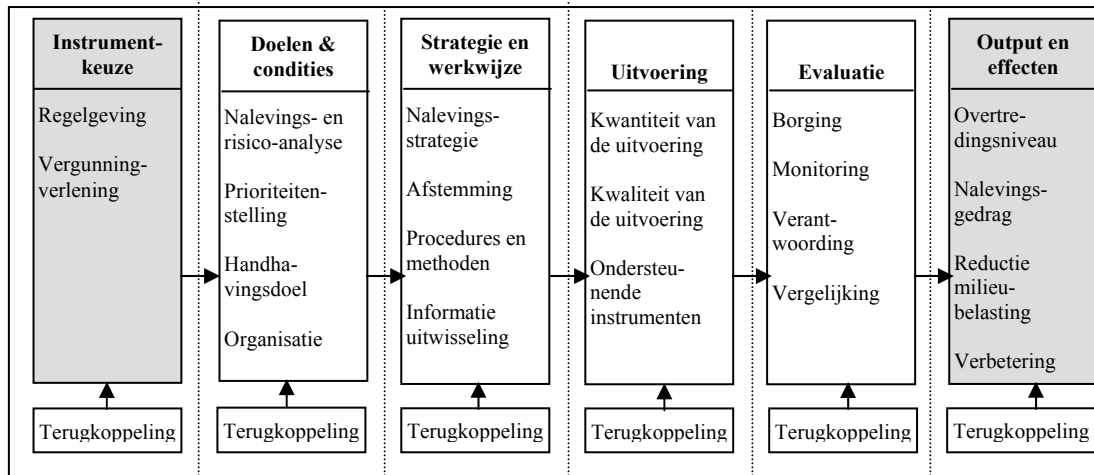 Instrument-
keuze
Regelgeving
Vergunning-
verlening
Doelen &
condities
Nalevings- en
risico-analyse
Prioriteiten-
stelling
Handha-
vingsdoel
Organisatie
Strategie en
werkwijze
Nalevings-
strategie
Afstemming
Procedures en
methoden
Informatie
uitwisseling
Uitvoering
Kwantiteit van
de uitvoering
Kwaliteit van
de uitvoering
Ondersteu-
nende
instrumenten
Evaluatie
Borging
Monitoring
Verant-
woording
Vergelijking
Output en
effecten
Overtre-
dingsniveau
Nalevings-
gedrag
Reductie
milieu-
belasting
Verbetering
Terugkoppeling
Terugkoppeling
Terugkoppeling
Terugkoppeling
Terugkoppeling
Terugkoppeling